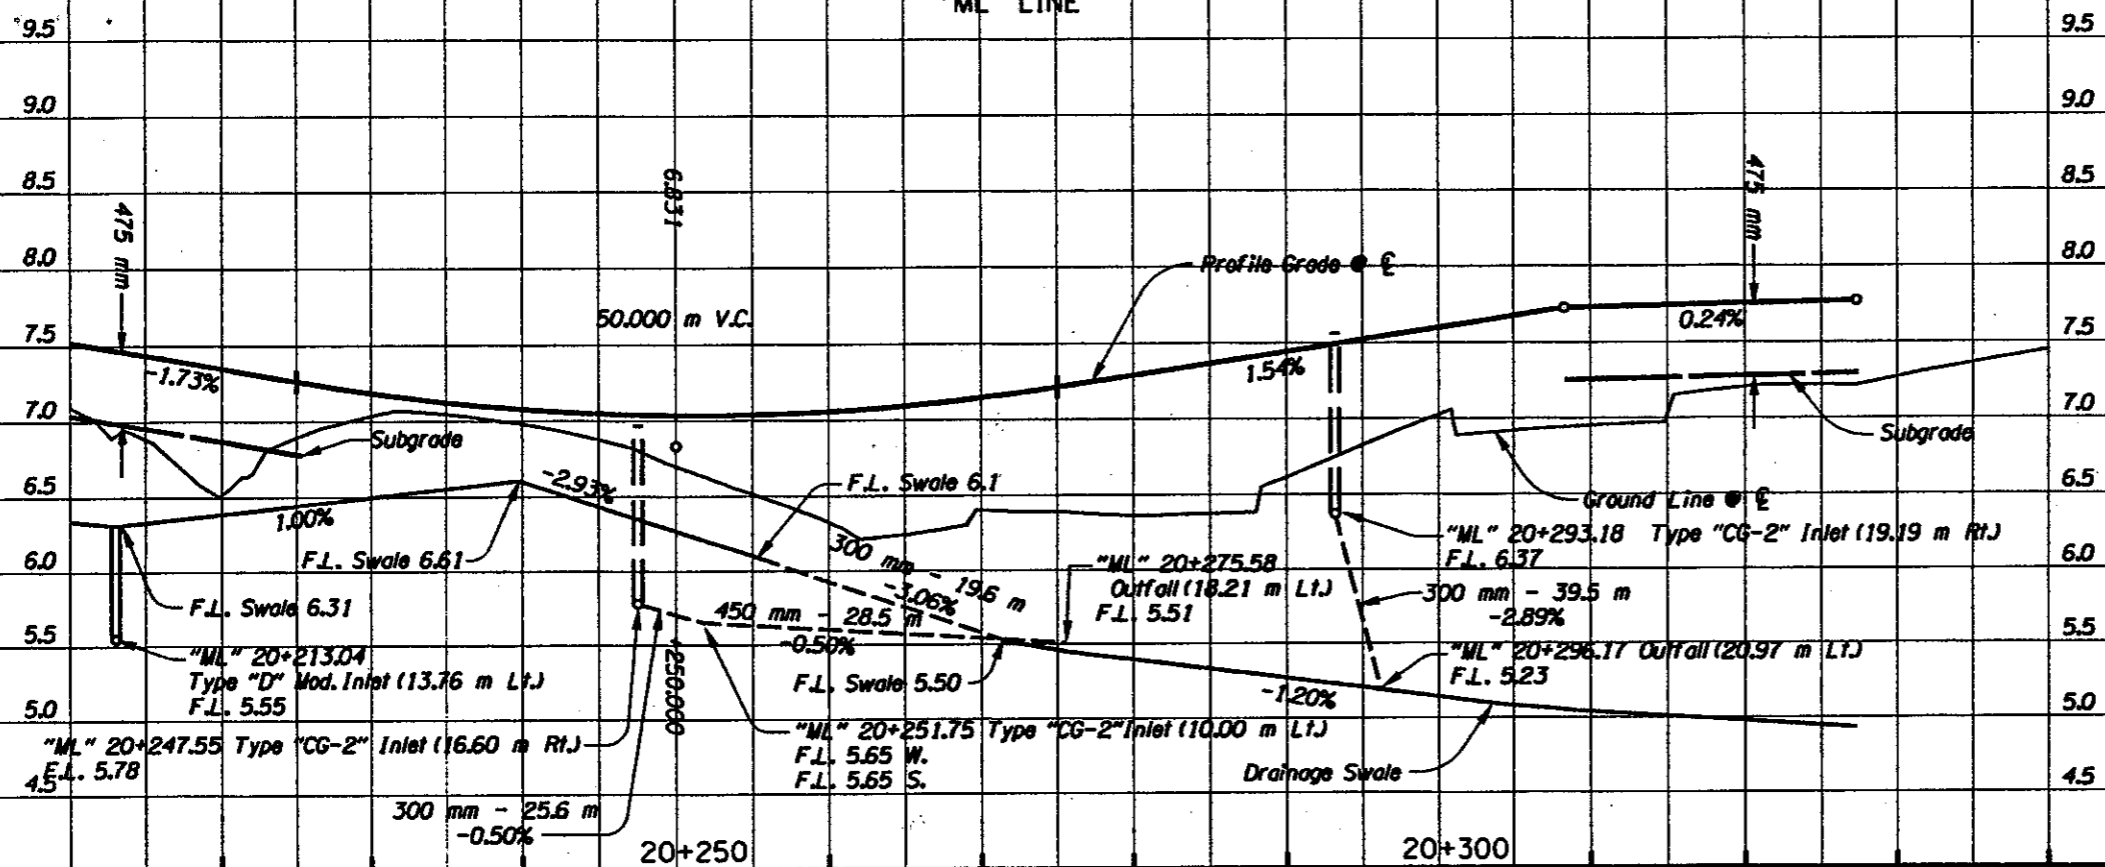 "ML" LINE
9.5
9.5
9.0
9.0
8.5
8.5
8.0
8.0
7.5
7.5
7.0
7.0
6.5
6.5
6.0
6.0
5.5
5.5
5.0
5.0
4.5
4.5
475 mm
6.831
475 mm
Profile Grade @ ℄
50.000 m V.C.
0.24%
-1.73%
1.54%
Subgrade
Subgrade
-2.93%
F.L. Swale 6.1
Ground Line @ ℄
1.00%
"ML" 20+293.18 Type "CG-2" Inlet (19.19 m Rt.)
F.L. 6.37
F.L. Swale 6.61
300 mm - 19.6 m
-3.06%
"ML" 20+275.58
Outfall (18.21 m Lt.)
F.L. 5.51
300 mm - 39.5 m
-2.89%
F.L. Swale 6.31
450 mm - 28.5 m
-0.50%
"ML" 20+213.04
Type "D" Mod. Inlet (13.76 m Lt.)
F.L. 5.55
+250.000
F.L. Swale 5.50
"ML" 20+296.17 Outfall (20.97 m Lt.)
F.L. 5.23
-1.20%
"ML" 20+247.55 Type "CG-2" Inlet (16.60 m Rt.)
F.L. 5.78
"ML" 20+251.75 Type "CG-2" Inlet (10.00 m Lt.)
F.L. 5.65 W.
F.L. 5.65 S.
Drainage Swale
300 mm - 25.6 m
-0.50%
20+250
20+300